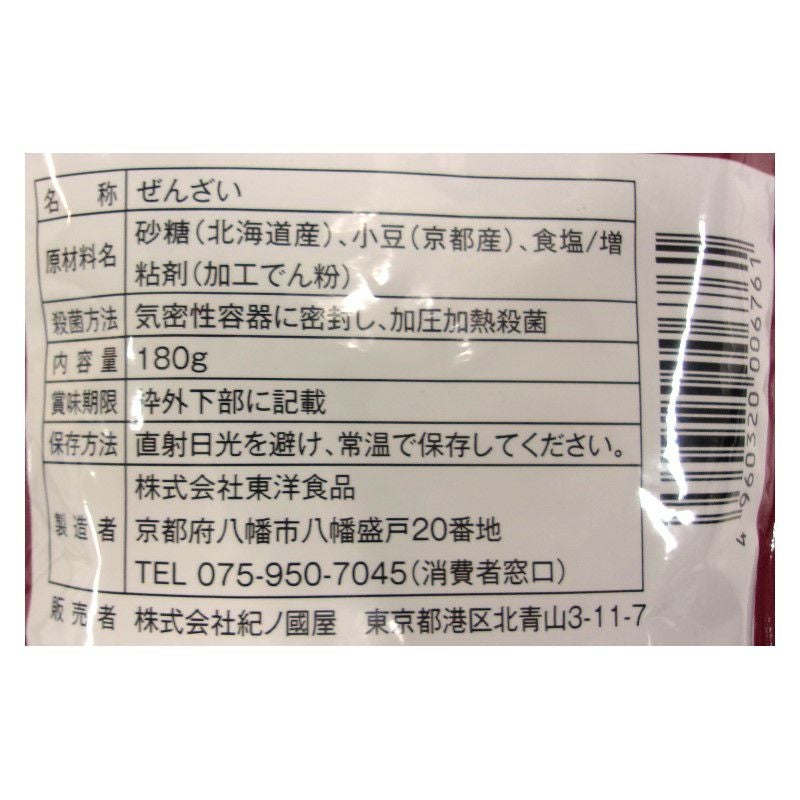 名称 ぜんざい
原材料名 砂糖(北海道産)、小豆(京都産)、食塩/増
粘剤(加工でん粉)
殺菌方法 気密性容器に密封し、加圧加熱殺菌
内容量 180g
賞味期限 枠外下部に記載
保存方法 直射日光を避け、常温で保存してください。
製造者 株式会社東洋食品
京都府八幡市八幡盛戸20番地
TEL 075-950-7045(消費者窓口)
販売者 株式会社紀ノ國屋 東京都港区北青山3-11-7
4 960320 006761